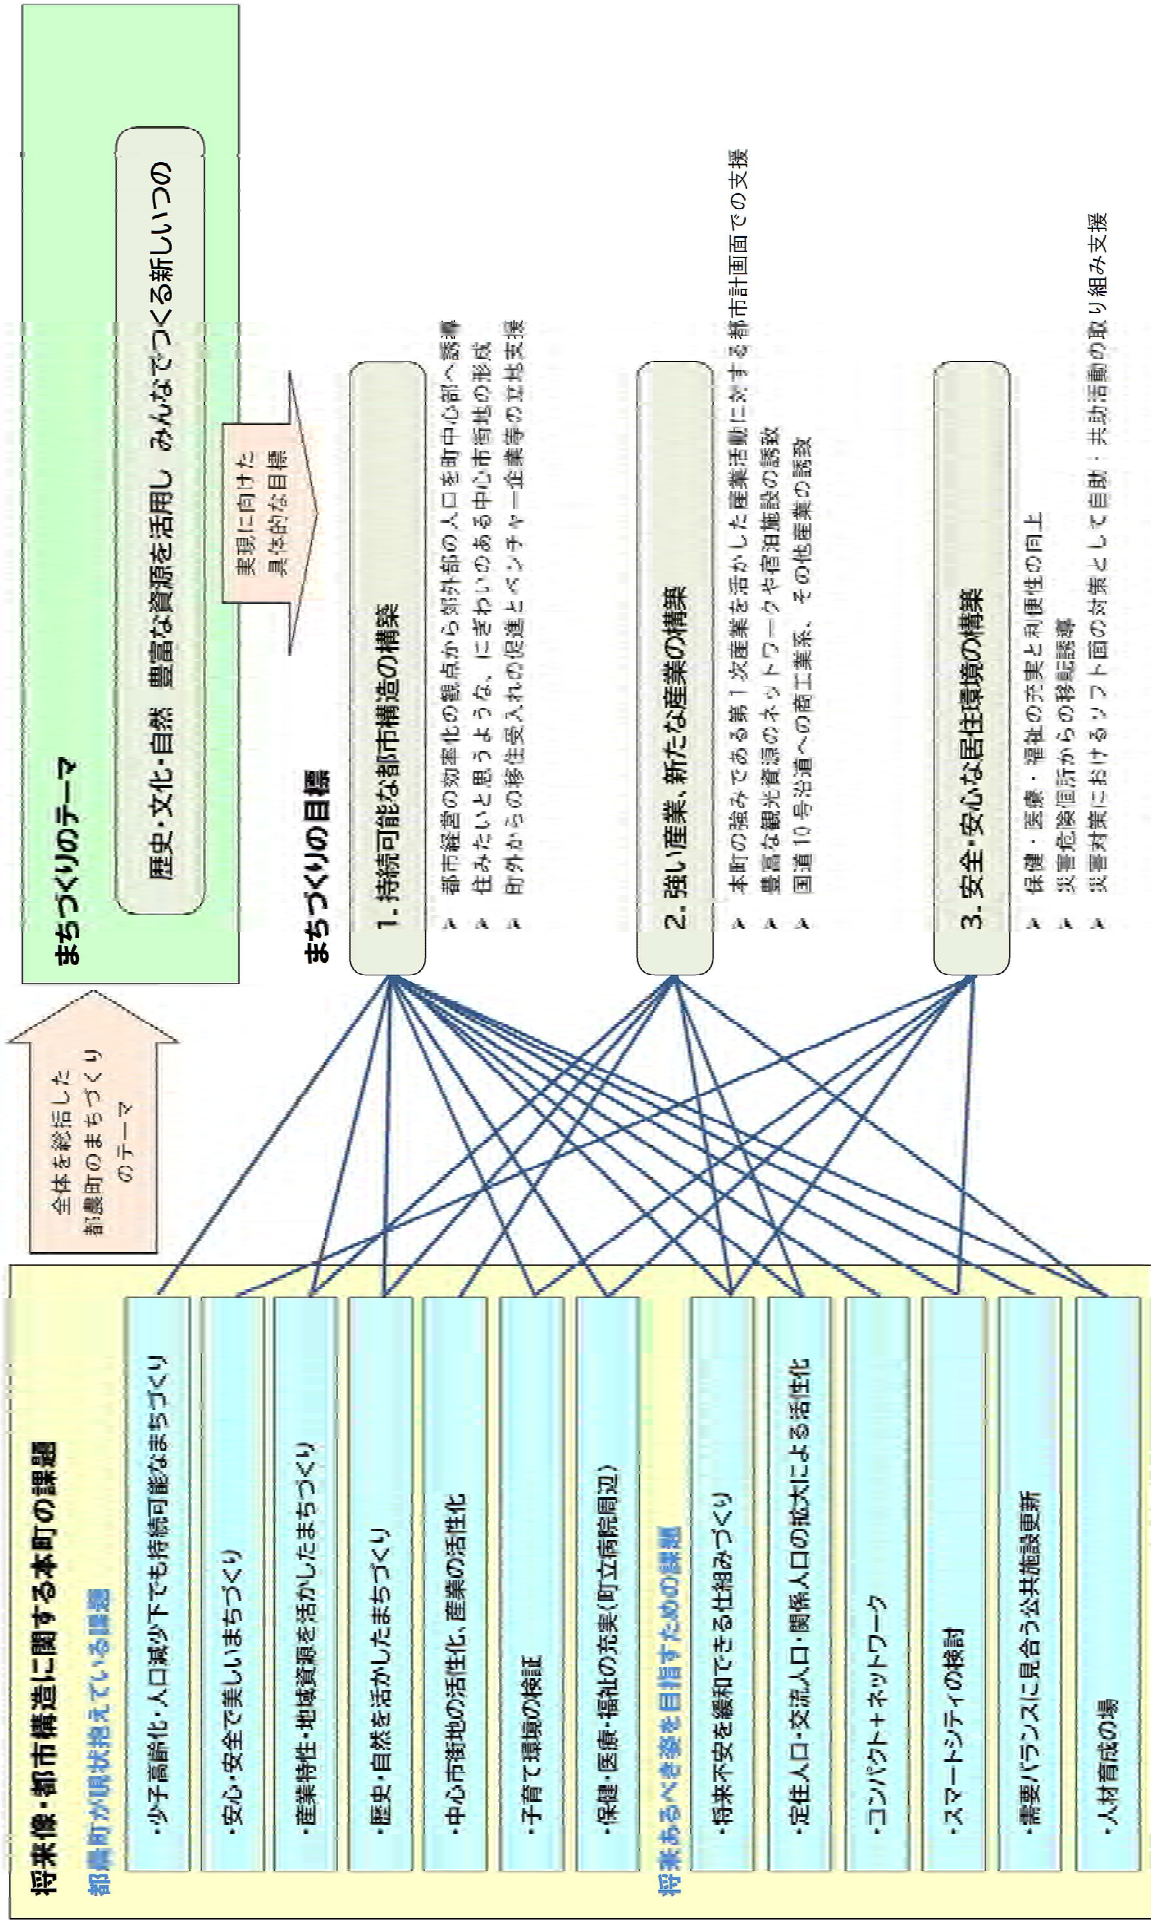 将来像・都市構造に関する本町の課題
都農町が現状抱えている課題
・少子高齢化・人口減少下でも持続可能なまちづくり
・安心・安全で美しいまちづくり
・産業特性・地域資源を活かしたまちづくり
・歴史・自然を活かしたまちづくり
・中心市街地の活性化、産業の活性化
・子育て環境の検証
・保健・医療・福祉の充実(町立病院周辺)
将来あるべき姿を目指すための課題
・将来不安を緩和できる仕組みづくり
・定住人口・交流人口・関係人口の拡大による活性化
・コンパクト+ネットワーク
・スマートシティの検討
・需要バランスに見合う公共施設更新
・人材育成の場
全体を総括した
都農町のまちづくり
のテーマ
まちづくりのテーマ
歴史・文化・自然 豊富な資源を活用し みんなでつくる新しいつの
実現に向けた
具体的な目標
まちづくりの目標
1. 持続可能な都市構造の構築
➤ 都市経営の効率化の観点から郊外部の人口を町中心部へ誘導
➤ 住みたいと思うような、にぎわいのある中心市街地の形成
➤ 町外からの移住受入れの促進とベンチャー企業等の立地支援
2. 強い産業、新たな産業の構築
➤ 本町の強みである第1次産業を活かした産業活動に対する都市計画面での支援
➤ 豊富な観光資源のネットワークや宿泊施設の誘致
➤ 国道10号沿道への商工業系、その他産業の誘致
3. 安全・安心な居住環境の構築
➤ 保健・医療・福祉の充実と利便性の向上
➤ 災害危険個所からの移転誘導
➤ 災害対策におけるソフト面の対策として自助・共助活動の取り組み支援